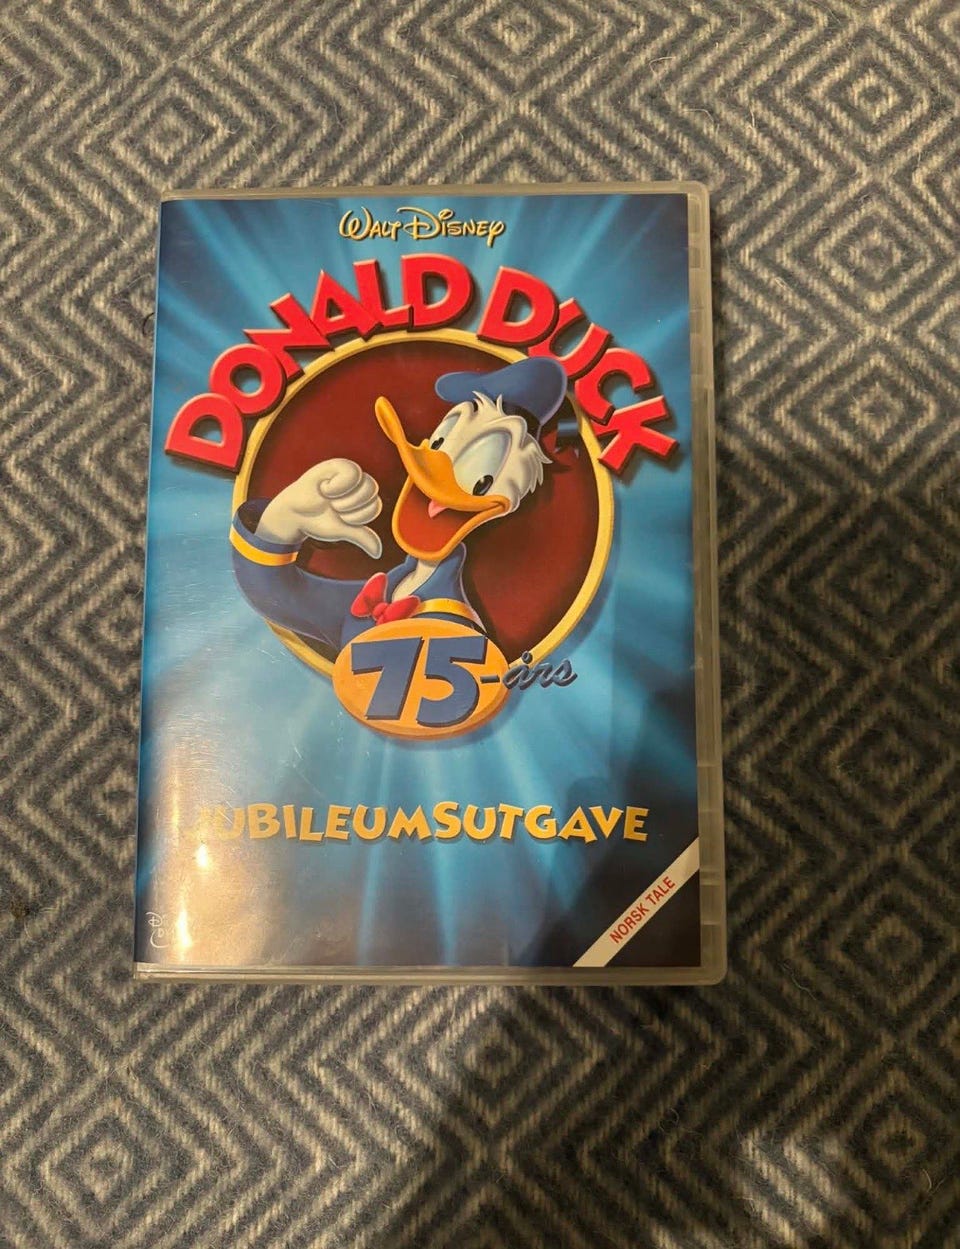 WALT DISNEY
DONALD DUCK
75-års
JUBILEUMSUTGAVE
NORSK TALE